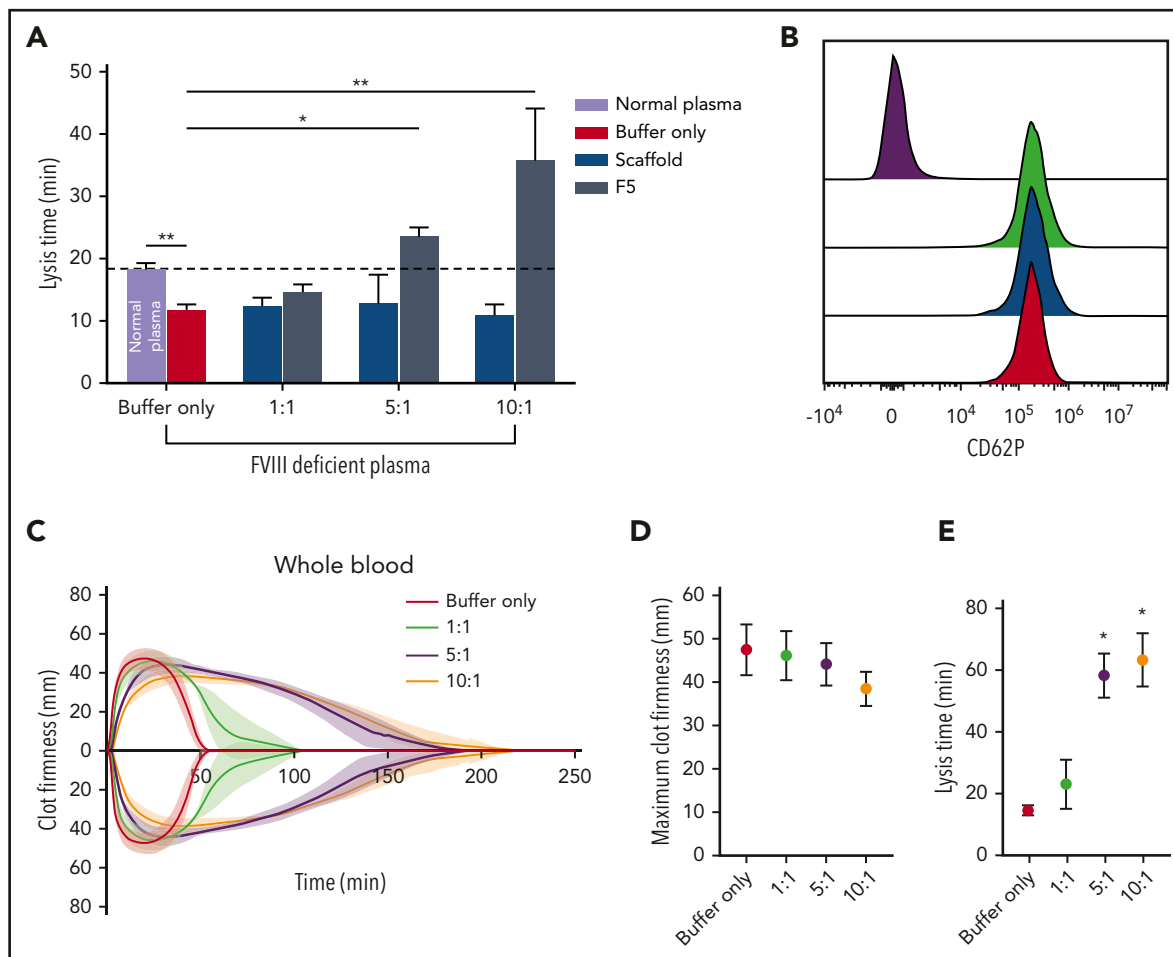 A
Lysis time (min)
50
40
30
20
10
0
**
*
**
Normal plasma
Normal plasma
Buffer only
Scaffold
F5
Buffer only
1:1
5:1
10:1
FVIII deficient plasma
B
-10⁴
0
10⁴
10⁵
10⁶
10⁷
CD62P
C
Whole blood
Clot firmness (mm)
80
60
40
20
0
20
40
60
80
50
100
150
200
250
Time (min)
Buffer only
1:1
5:1
10:1
D
Maximum clot firmness (mm)
60
50
40
30
20
10
0
Buffer only
1:1
5:1
10:1
E
Lysis time (min)
80
60
40
20
0
*
*
Buffer only
1:1
5:1
10:1